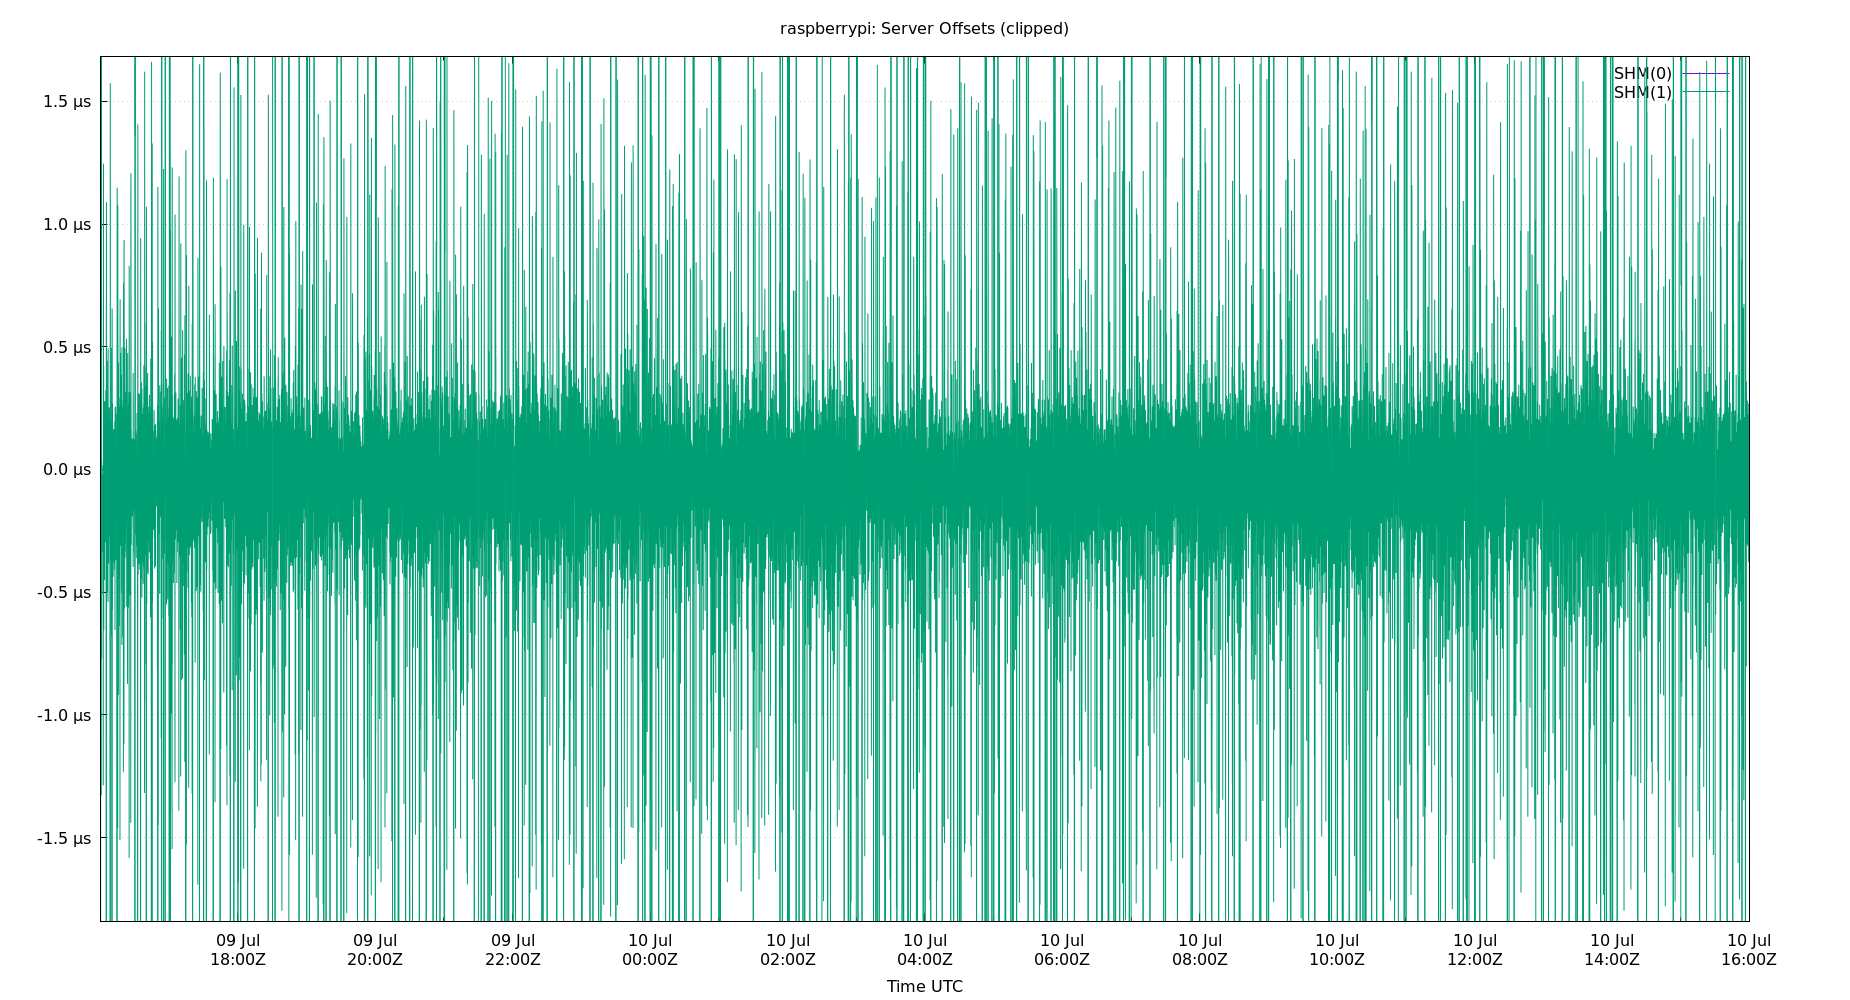 raspberrypi: Server Offsets (clipped)
SHM(0)
SHM(1)
1.5 µs
1.0 µs
0.5 µs
0.0 µs
-0.5 µs
-1.0 µs
-1.5 µs
09 Jul 09 Jul 09 Jul 10 Jul 10 Jul 10 Jul 10 Jul 10 Jul 10 Jul 10 Jul 10 Jul 10 Jul
18:00Z 20:00Z 22:00Z 00:00Z 02:00Z 04:00Z 06:00Z 08:00Z 10:00Z 12:00Z 14:00Z 16:00Z
Time UTC